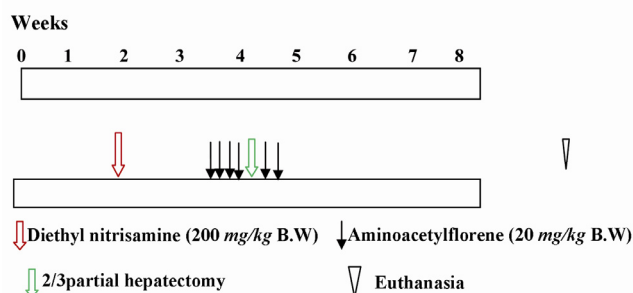 Weeks
0 1 2 3 4 5 6 7 8
Diethyl nitrisamine (200 mg/kg B.W) Aminoacetylflorene (20 mg/kg B.W)
2/3partial hepatectomy Euthanasia